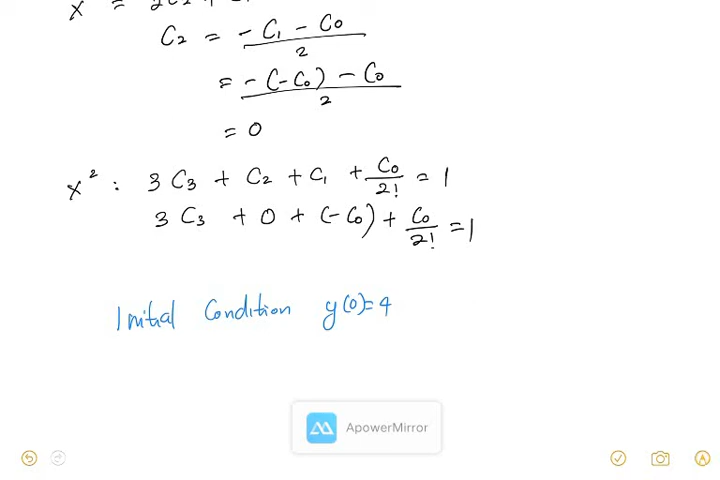 x = 2C₂ +
C₂ = (-C₁ - C₀)/2
= (-(-C₀) - C₀)/2
= 0
x² : 3C₃ + C₂ + C₁ + C₀/2! = 1
3C₃ + 0 + (-C₀) + C₀/2! = 1
Initial Condition y(0)=4
ApowerMirror